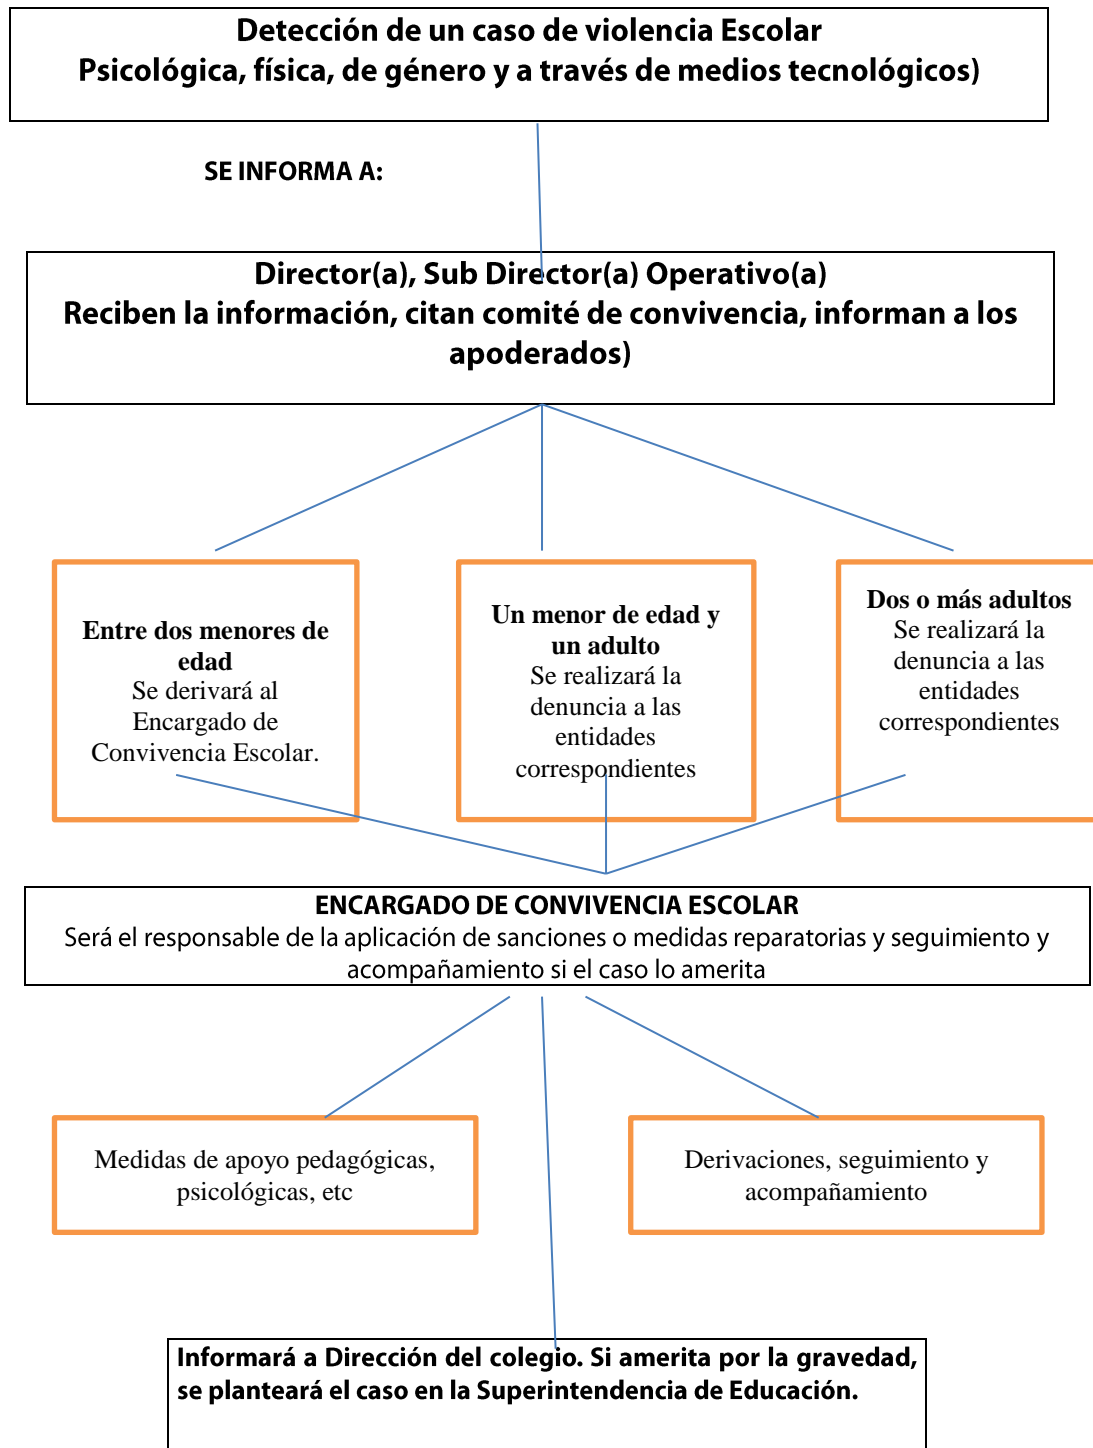 Detección de un caso de violencia Escolar
Psicológica, física, de género y a través de medios tecnológicos)
SE INFORMA A:
Director(a), Sub Director(a) Operativo(a)
Reciben la información, citan comité de convivencia, informan a los
apoderados)
Entre dos menores de
edad
Se derivará al
Encargado de
Convivencia Escolar.
Un menor de edad y
un adulto
Se realizará la
denuncia a las
entidades
correspondientes
Dos o más adultos
Se realizará la
denuncia a las
entidades
correspondientes
ENCARGADO DE CONVIVENCIA ESCOLAR
Será el responsable de la aplicación de sanciones o medidas reparatorias y seguimiento y
acompañamiento si el caso lo amerita
Medidas de apoyo pedagógicas,
psicológicas, etc
Derivaciones, seguimiento y
acompañamiento
Informará a Dirección del colegio. Si amerita por la gravedad,
se planteará el caso en la Superintendencia de Educación.